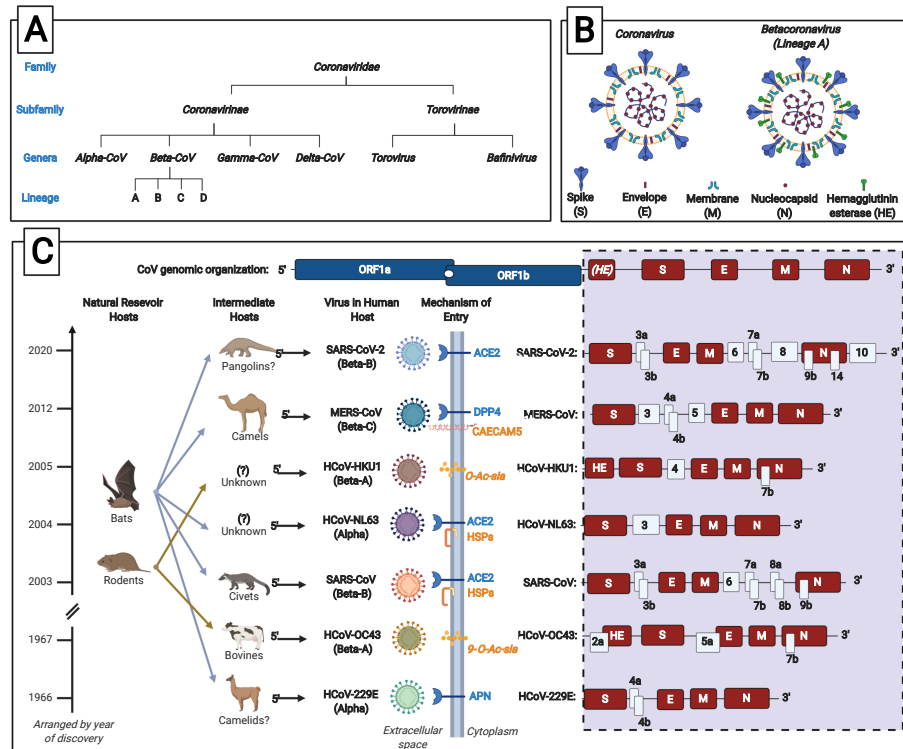 A
Family
Coronaviridae
Subfamily
Coronavirinae
Torovirinae
Genera
Alpha-CoV
Beta-CoV
Gamma-CoV
Delta-CoV
Torovirus
Bafinivirus
Lineage
A B C D
B
Coronavirus
Betacoronavirus
(Lineage A)
Spike
(S)
Envelope
(E)
Membrane
(M)
Nucleocapsid
(N)
Hemagglutinin
esterase (HE)
C
CoV genomic organization: 5' ORF1a ORF1b (HE) S E M N 3'
Natural Resevoir
Hosts
Intermediate
Hosts
Virus in Human
Host
Mechanism of
Entry
2020
Pangolins?
5'
SARS-CoV-2
(Beta-B)
ACE2
SARS-CoV-2:
S 3a 3b E M 6 7a 7b 8 N 9b 14 10 3'
2012
Camels
5'
MERS-CoV
(Beta-C)
DPP4
CAECAM5
MERS-CoV:
S 3 4a 4b 5 E M N 3'
2005
(?)
Unknown
5'
HCoV-HKU1
(Beta-A)
O-Ac-sia
HCoV-HKU1:
HE S 4 E M N 7b 3'
Bats
2004
(?)
Unknown
5'
HCoV-NL63
(Alpha)
ACE2
HSPs
HCoV-NL63:
S 3 E M N 3'
Rodents
2003
Civets
5'
SARS-CoV
(Beta-B)
ACE2
HSPs
SARS-CoV:
S 3a 3b E M 6 7a 7b 8a 8b N 9b 3'
1967
Bovines
5'
HCoV-OC43
(Beta-A)
9-O-Ac-sia
HCoV-OC43:
2a HE S 5a E M N 7b 3'
1966
Camelids?
5'
HCoV-229E
(Alpha)
APN
HCoV-229E:
S 4a 4b E M N 3'
Arranged by year
of discovery
Extracellular
space
Cytoplasm